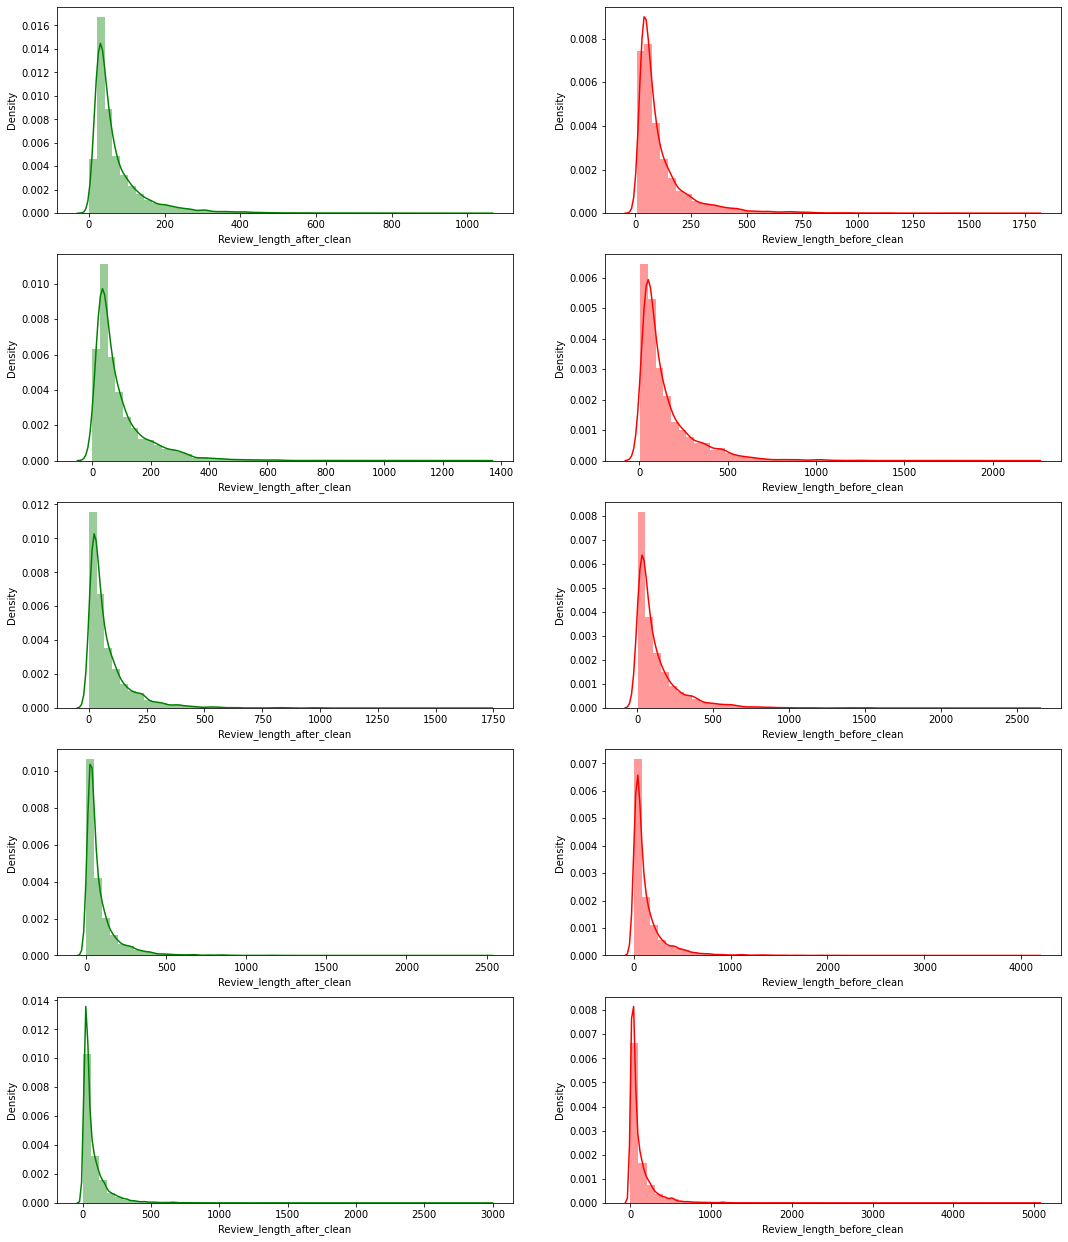 0.016
0.014
0.012
0.010
0.008
0.006
0.004
0.002
0.000
Density
0 200 400 600 800 1000
Review_length_after_clean
0.008
0.006
0.004
0.002
0.000
Density
0 250 500 750 1000 1250 1500 1750
Review_length_before_clean
0.010
0.008
0.006
0.004
0.002
0.000
Density
0 200 400 600 800 1000 1200 1400
Review_length_after_clean
0.006
0.005
0.004
0.003
0.002
0.001
0.000
Density
0 500 1000 1500 2000
Review_length_before_clean
0.012
0.010
0.008
0.006
0.004
0.002
0.000
Density
0 250 500 750 1000 1250 1500 1750
Review_length_after_clean
0.008
0.007
0.006
0.005
0.004
0.003
0.002
0.001
0.000
Density
0 500 1000 1500 2000 2500
Review_length_before_clean
0.010
0.008
0.006
0.004
0.002
0.000
Density
0 500 1000 1500 2000 2500
Review_length_after_clean
0.007
0.006
0.005
0.004
0.003
0.002
0.001
0.000
Density
0 1000 2000 3000 4000
Review_length_before_clean
0.014
0.012
0.010
0.008
0.006
0.004
0.002
0.000
Density
0 500 1000 1500 2000 2500 3000
Review_length_after_clean
0.008
0.007
0.006
0.005
0.004
0.003
0.002
0.001
0.000
Density
0 1000 2000 3000 4000 5000
Review_length_before_clean